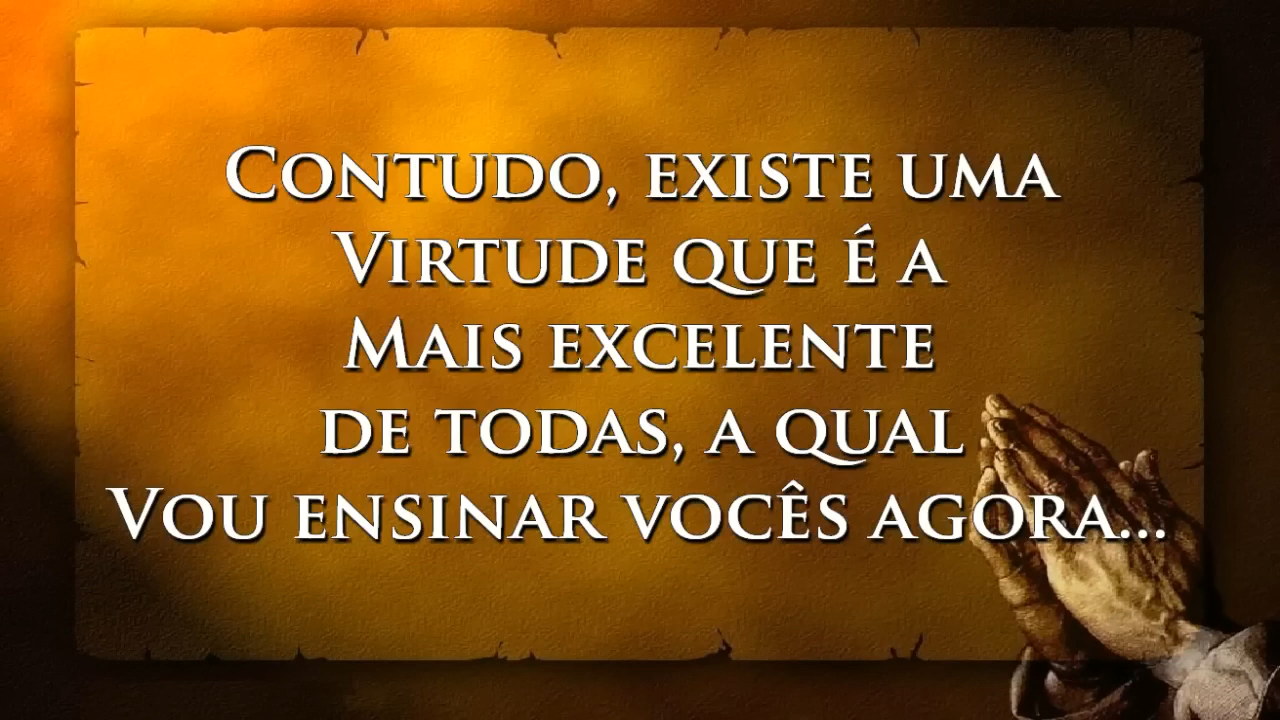 Contudo, existe uma
Virtude que é a
Mais excelente
de todas, a qual
Vou ensinar vocês agora...